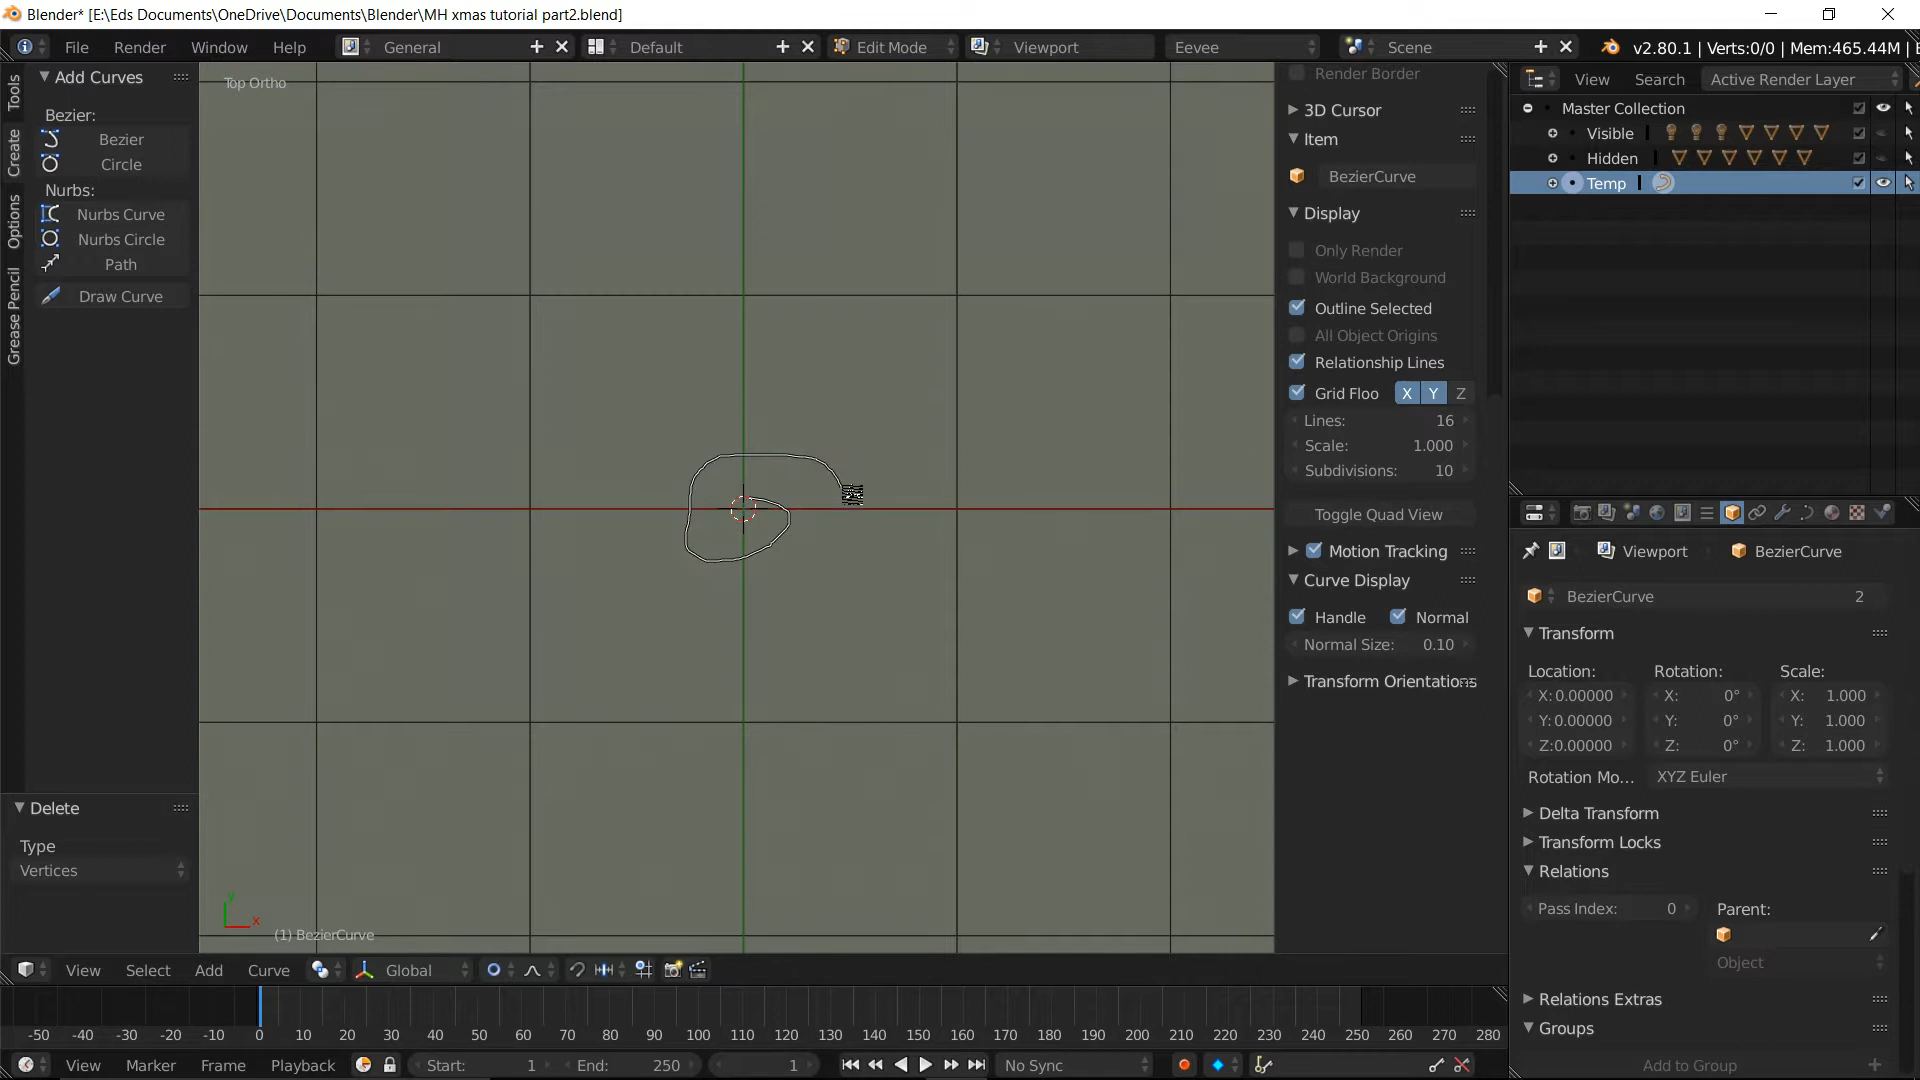 Blender* [E:\Eds Documents\OneDrive\Documents\Blender\MH xmas tutorial part2.blend]
File Render Window Help General Default Edit Mode Viewport Eevee Scene v2.80.1 | Verts:0/0 | Mem:465.44M |
Tools
Create
Options
Grease Pencil
Add Curves
Bezier:
Bezier
Circle
Nurbs:
Nurbs Curve
Nurbs Circle
Path
Draw Curve
Delete
Type
Vertices
Top Ortho
y
x
(1) BezierCurve
Render Border
3D Cursor
Item
BezierCurve
Display
Only Render
World Background
Outline Selected
All Object Origins
Relationship Lines
Grid Floo X Y Z
Lines: 16
Scale: 1.000
Subdivisions: 10
Toggle Quad View
Motion Tracking
Curve Display
Handle Normal
Normal Size: 0.10
Transform Orientations
View Search Active Render Layer
Master Collection
Visible
Hidden
Temp
Viewport BezierCurve
BezierCurve 2
Transform
Location: Rotation: Scale:
X: 0.00000 X: 0° X: 1.000
Y: 0.00000 Y: 0° Y: 1.000
Z: 0.00000 Z: 0° Z: 1.000
Rotation Mo... XYZ Euler
Delta Transform
Transform Locks
Relations
Pass Index: 0 Parent:
Object
Relations Extras
Groups
Add to Group
View Select Add Curve Global
-50 -40 -30 -20 -10 0 10 20 30 40 50 60 70 80 90 100 110 120 130 140 150 160 170 180 190 200 210 220 230 240 250 260 270 280
View Marker Frame Playback Start: 1 End: 250 1 No Sync